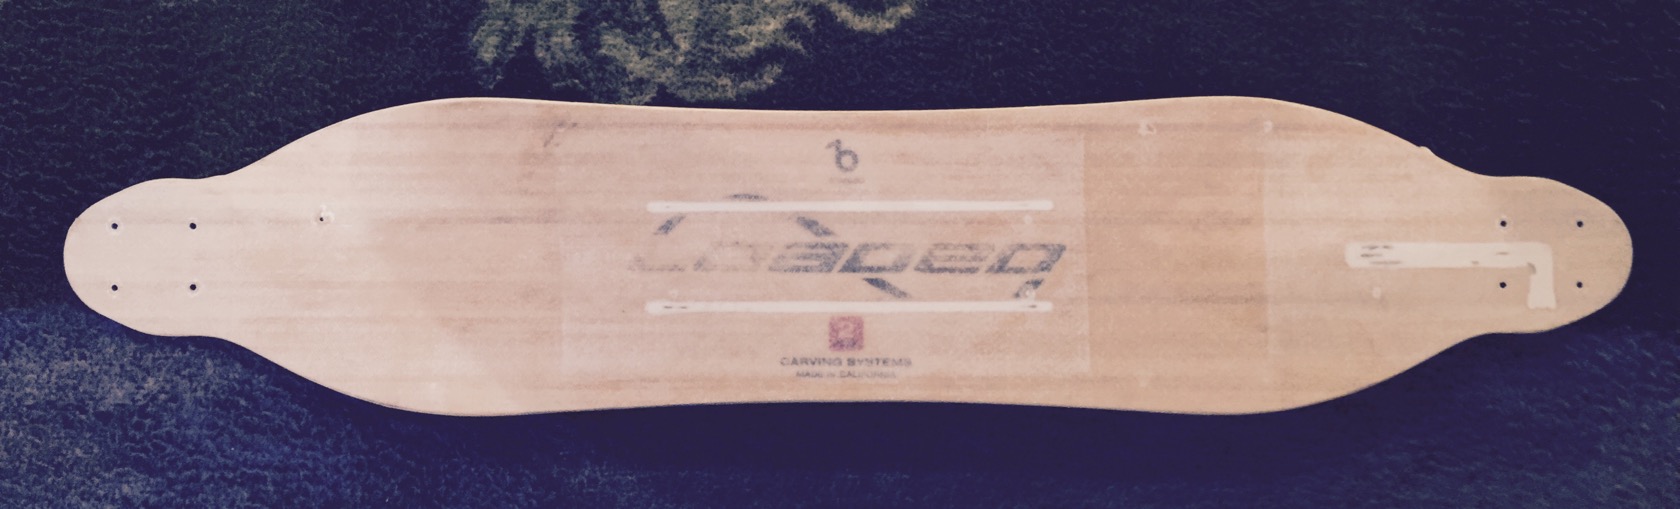 b
Loaded
CARVING SYSTEMS
MADE IN CALIFORNIA